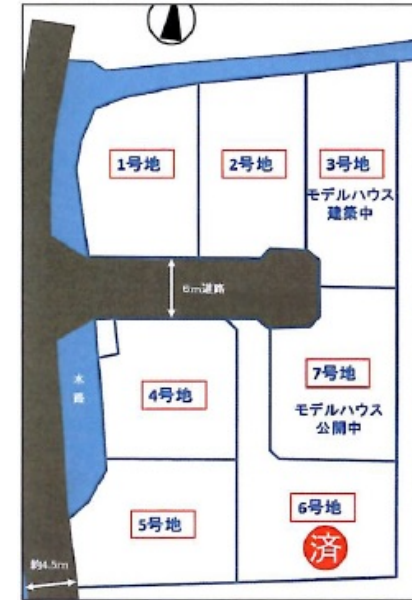 1号地
2号地
3号地
モデルハウス
建築中
6m道路
水路
4号地
7号地
モデルハウス
公開中
5号地
6号地
済
約4.5m